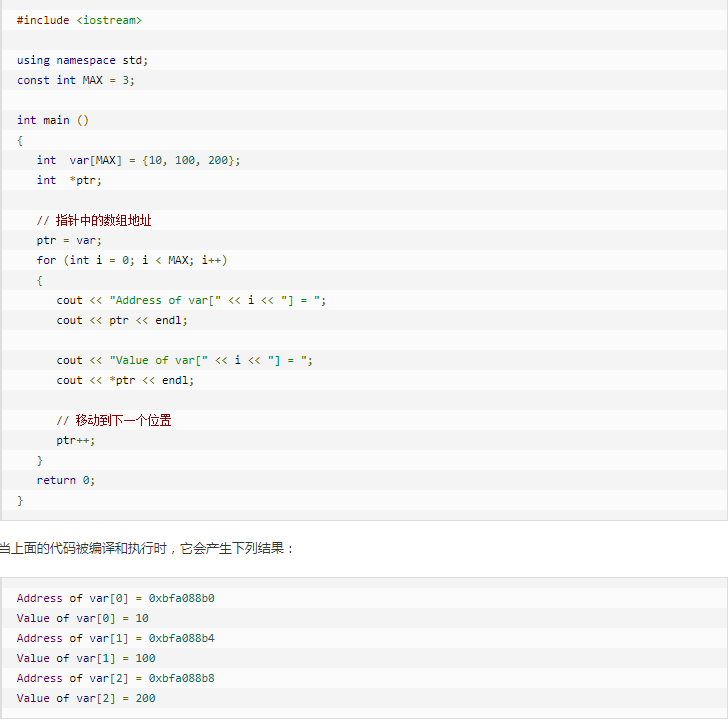 #include <iostream>
using namespace std;
const int MAX = 3;
int main ()
{
   int  var[MAX] = {10, 100, 200};
   int  *ptr;
   // 指针中的数组地址
   ptr = var;
   for (int i = 0; i < MAX; i++)
   {
      cout << "Address of var[" << i << "] = ";
      cout << ptr << endl;
      cout << "Value of var[" << i << "] = ";
      cout << *ptr << endl;
      // 移动到下一个位置
      ptr++;
   }
   return 0;
}
当上面的代码被编译和执行时，它会产生下列结果：
Address of var[0] = 0xbfa088b0
Value of var[0] = 10
Address of var[1] = 0xbfa088b4
Value of var[1] = 100
Address of var[2] = 0xbfa088b8
Value of var[2] = 200